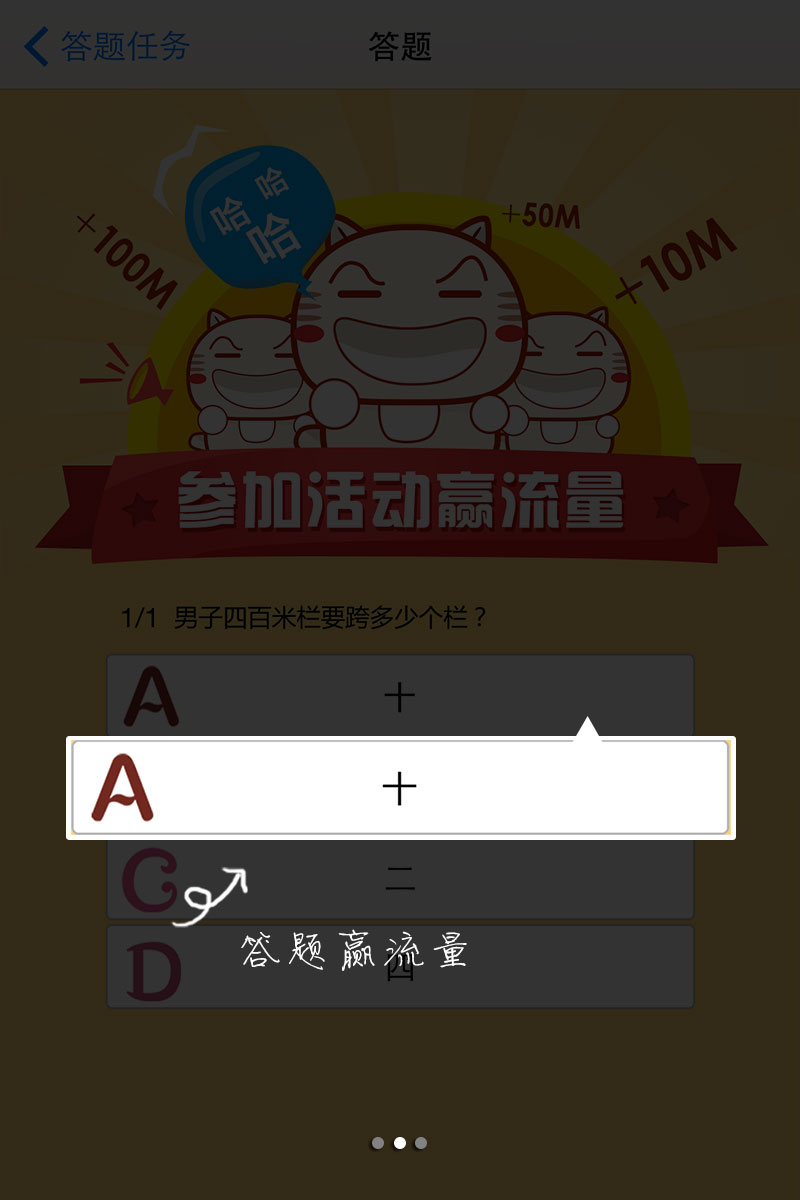 答题任务
答题
哈哈哈
×100M
+50M
+10M
参加活动赢流量
1/1 男子四百米栏要跨多少个栏？
A 十
A 十
C 二
答题赢流量
D 四